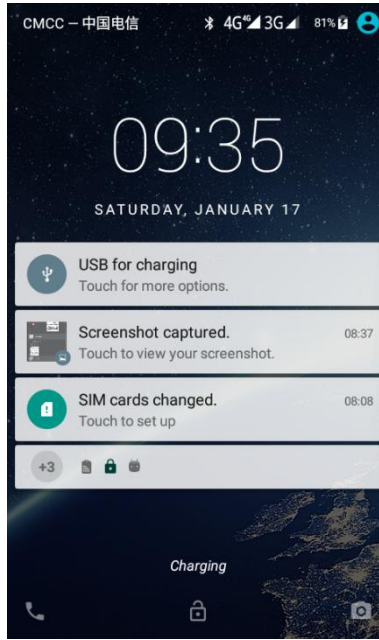 CMCC — 中国电信 4G 4G 3G 81%
09:35
SATURDAY, JANUARY 17
USB for charging
Touch for more options.
Screenshot captured. 08:37
Touch to view your screenshot.
SIM cards changed. 08:08
Touch to set up
+3
Charging